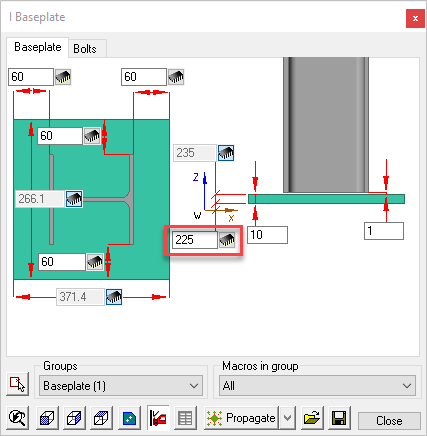 I Baseplate
x
Baseplate Bolts
60 60
60
235
266.1
Z
W
x
225
10
1
60
371.4
Groups
Baseplate (1)
Macros in group
All
Propagate
Close